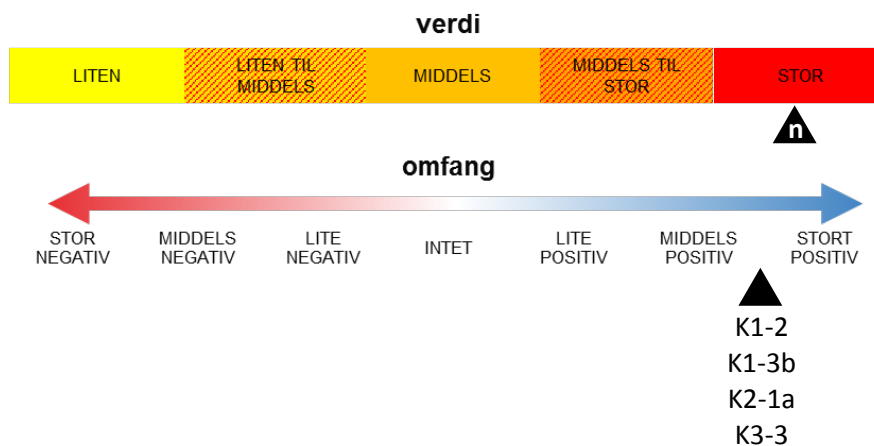 verdi
LITEN
LITEN TIL
MIDDELS
MIDDELS
MIDDELS TIL
STOR
STOR
n
omfang
STOR
NEGATIV
MIDDELS
NEGATIV
LITE
NEGATIV
INTET
LITE
POSITIV
MIDDELS
POSITIV
STORT
POSITIV
K1-2
K1-3b
K2-1a
K3-3